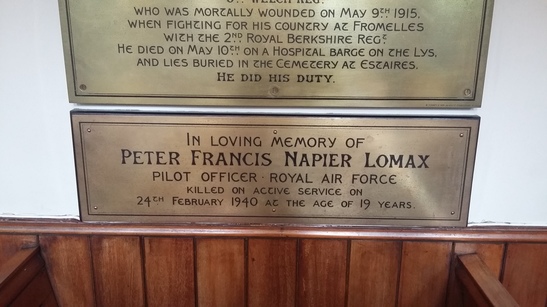 WELCH REGT
WHO WAS MORTALLY WOUNDED ON MAY 9TH 1915,
WHEN FIGHTING FOR HIS COUNTRY AT FROMELLES
WITH THE 2ND ROYAL BERKSHIRE REGT
HE DIED ON MAY 10TH ON A HOSPITAL BARGE ON THE LYS,
AND LIES BURIED IN THE CEMETERY AT ESTAIRES.
HE DID HIS DUTY.
IN LOVING MEMORY OF
PETER FRANCIS NAPIER LOMAX
PILOT OFFICER · ROYAL AIR FORCE
KILLED ON ACTIVE SERVICE ON
24TH FEBRUARY 1940 AT THE AGE OF 19 YEARS.